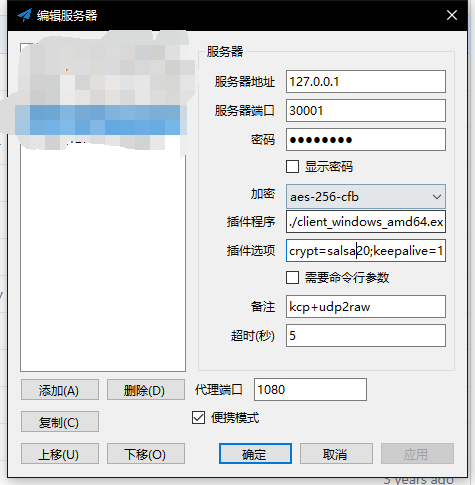 编辑服务器
服务器
服务器地址 127.0.0.1
服务器端口 30001
密码 ●●●●●●●●
显示密码
加密 aes-256-cfb
插件程序 ./client_windows_amd64.ex
插件选项 crypt=salsa20;keepalive=1
需要命令行参数
备注 kcp+udp2raw
超时(秒) 5
添加(A) 删除(D) 代理端口 1080
复制(C) 便携模式
上移(U) 下移(O) 确定 取消 应用
3 years ago